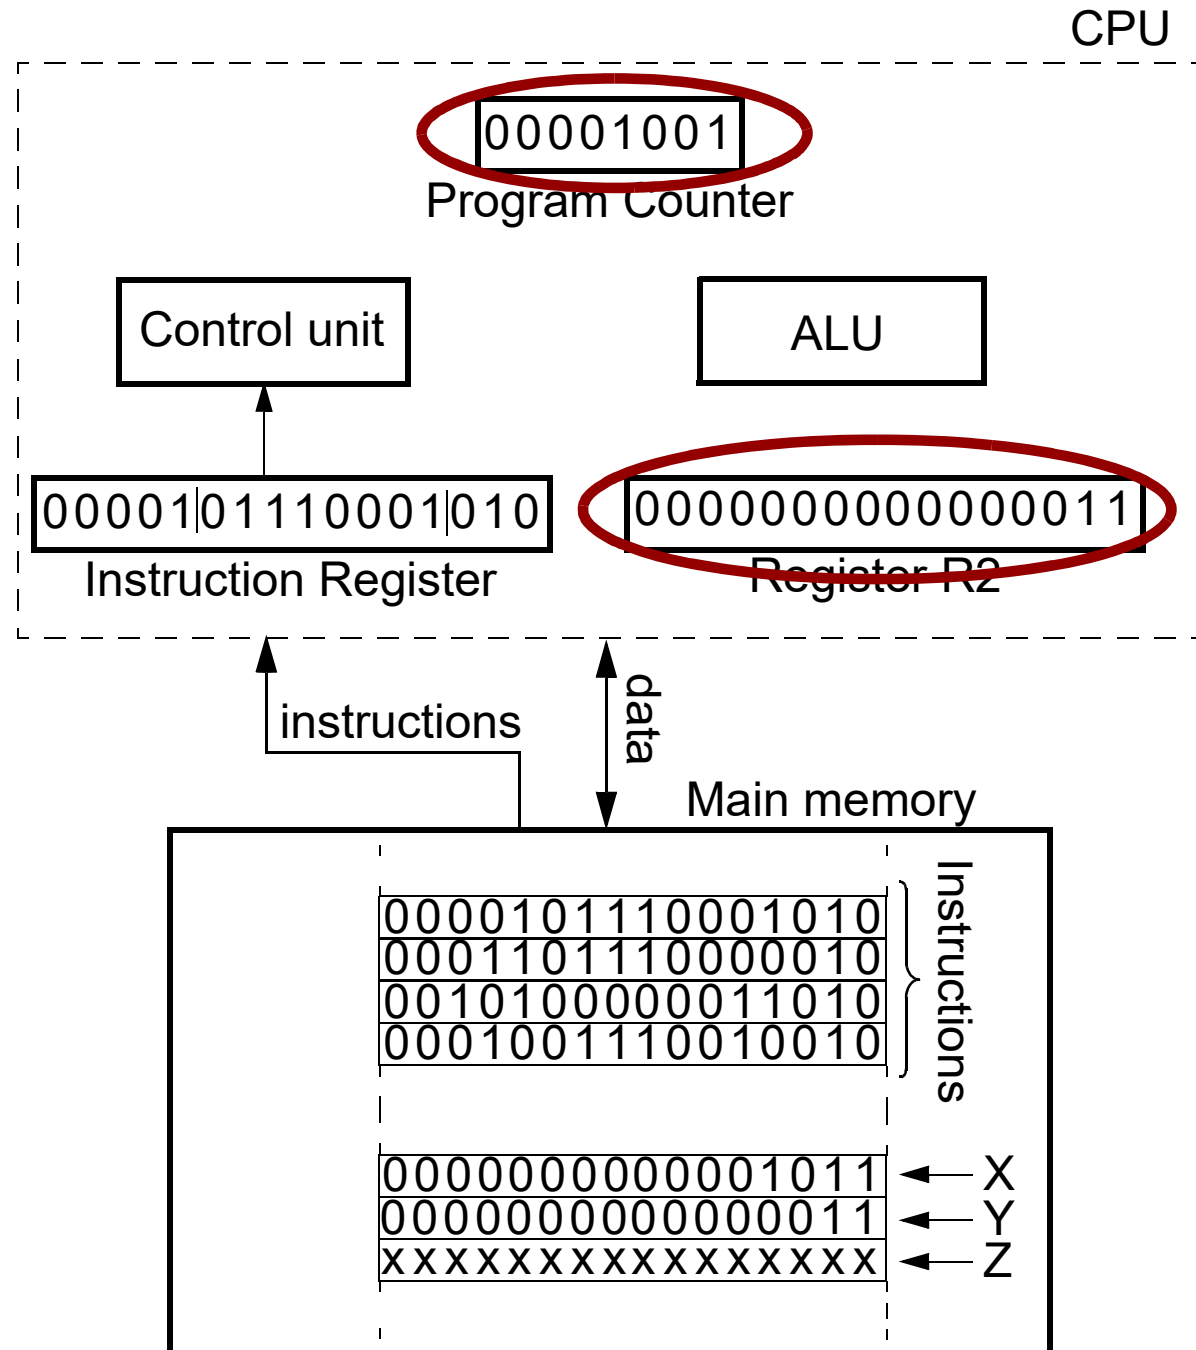 CPU
00001001
Program Counter
Control unit
ALU
00001 01110001 010
0000000000000011
Instruction Register
Register R2
instructions
data
Main memory
0000101110001010
0001101110000010
0010100000011010
0001001110010010
Instructions
0000000000001011 X
0000000000000011 Y
xxxxxxxxxxxxxxxx Z